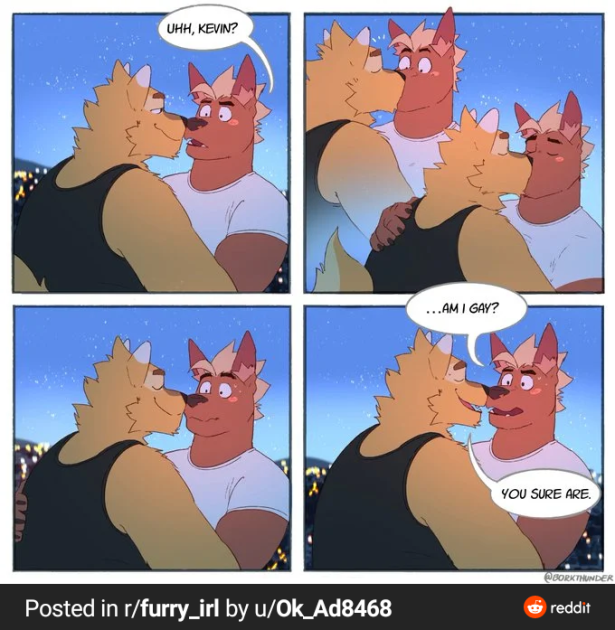 UHH, KEVIN?
...AM I GAY?
YOU SURE ARE.
@BORKTHUNDER
Posted in r/furry_irl by u/Ok_Ad8468
reddit